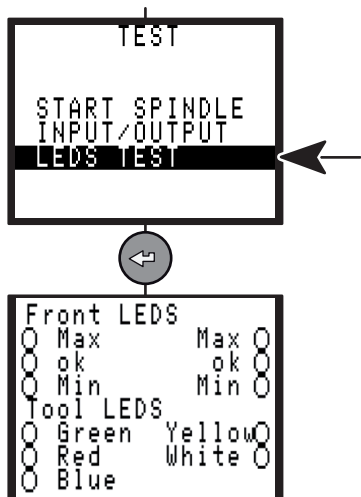 TEST
START SPINDLE
INPUT/OUTPUT
LEDS TEST
Front LEDS
Max Max
ok ok
Min Min
Tool LEDS
Green Yellow
Red White
Blue